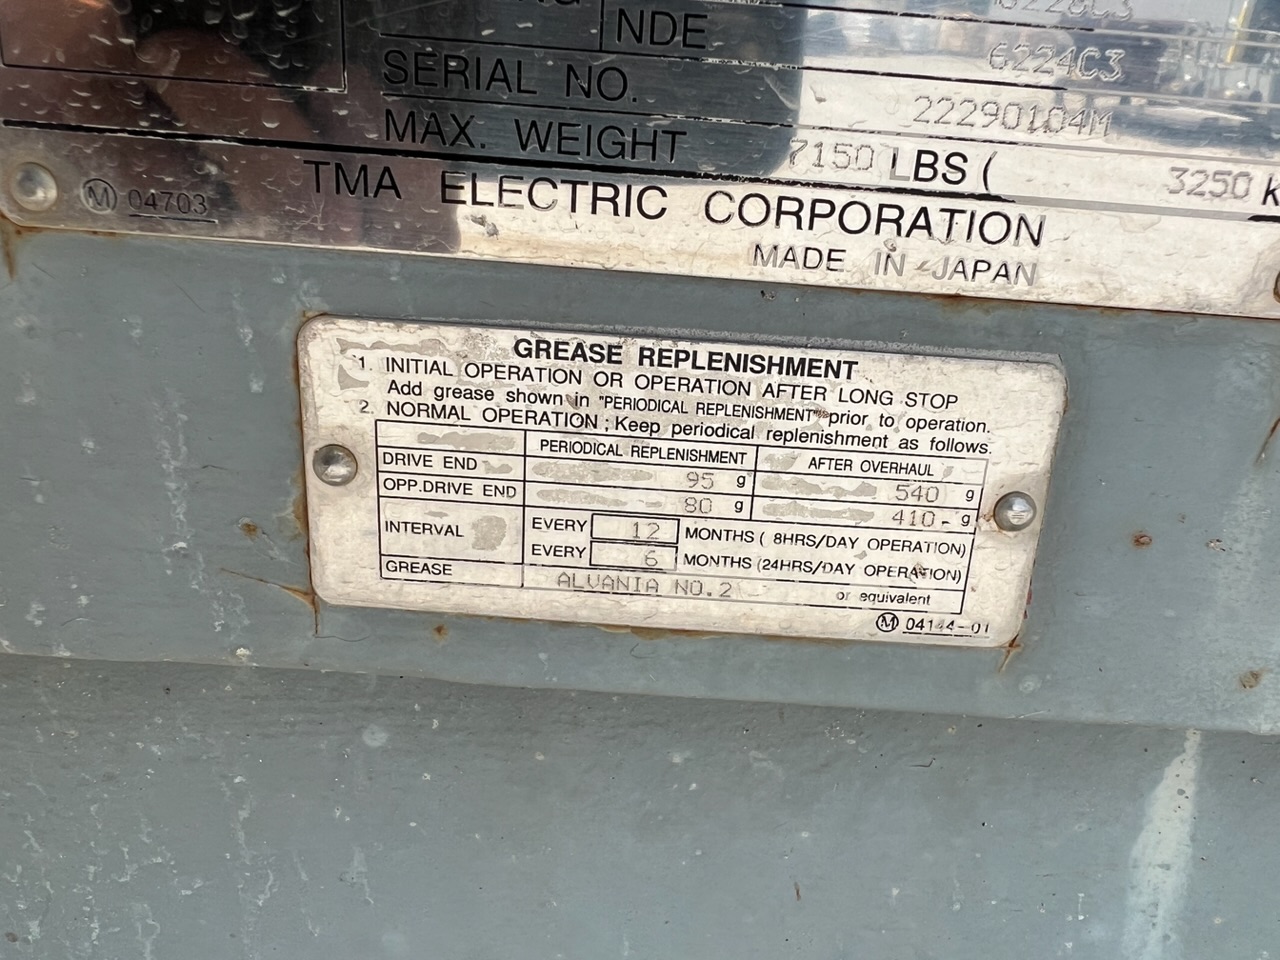 6228C3
NDE 6224C3
SERIAL NO. 22290104M
MAX. WEIGHT 7150 LBS ( 3250 K
TMA ELECTRIC CORPORATION
Ⓜ 04703
MADE IN JAPAN
GREASE REPLENISHMENT
1. INITIAL OPERATION OR OPERATION AFTER LONG STOP
Add grease shown in "PERIODICAL REPLENISHMENT" prior to operation.
2. NORMAL OPERATION ; Keep periodical replenishment as follows.
PERIODICAL REPLENISHMENT AFTER OVERHAUL
DRIVE END 95 g 540 g
OPP.DRIVE END 80 g 410 g
INTERVAL EVERY 12 MONTHS ( 8HRS/DAY OPERATION)
EVERY 6 MONTHS (24HRS/DAY OPERATION)
GREASE ALVANIA NO.2 or equivalent
Ⓜ 04144-01